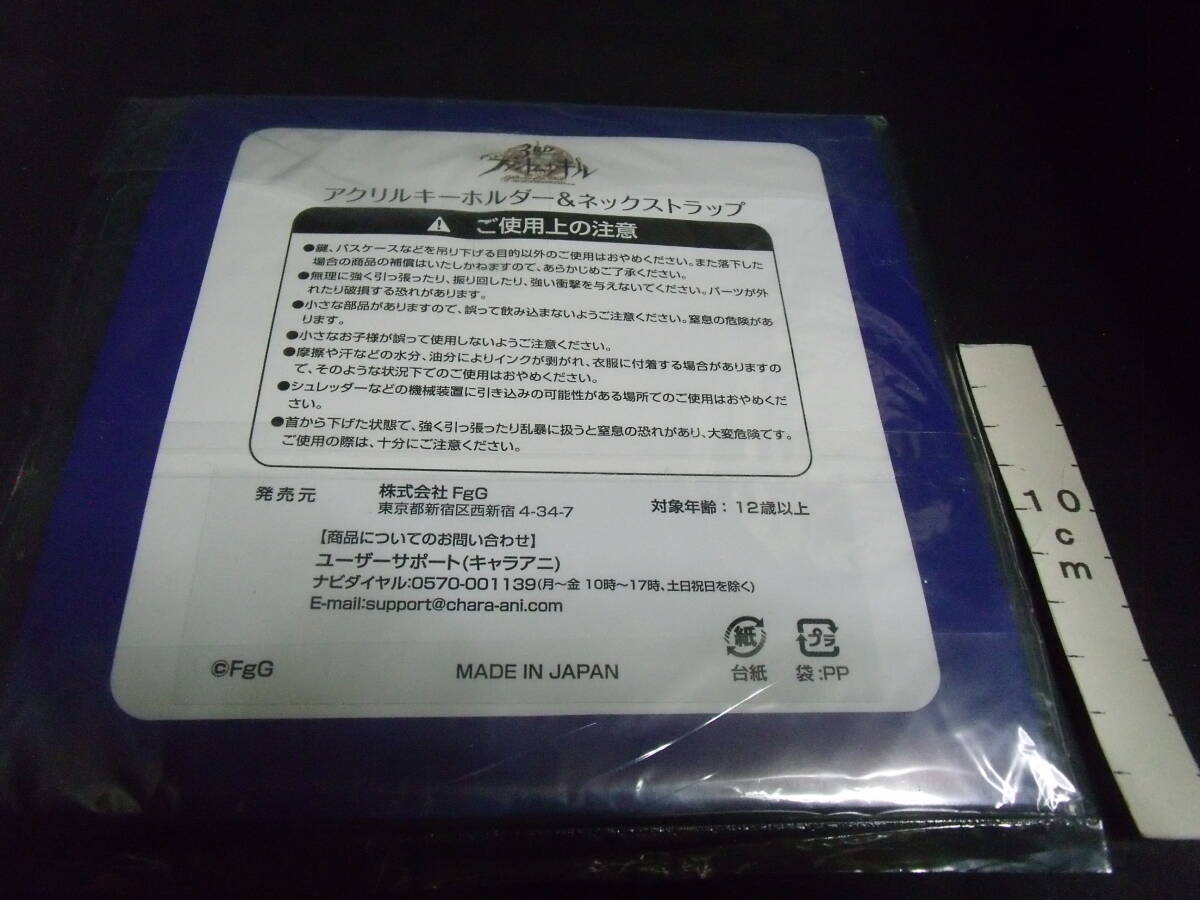 3RD
ファントム オブ キル
アクリルキーホルダー&ネックストラップ
ご使用上の注意
●鍵、パスケースなどを吊り下げる目的以外のご使用はおやめください。また落下した
場合の商品の補償はいたしかねますので、あらかじめご了承ください。
●無理に強く引っ張ったり、振り回したり、強い衝撃を与えないでください。パーツが外
れたり破損する恐れがあります。
●小さな部品がありますので、誤って飲み込まないようご注意ください。窒息の危険があ
ります。
●小さなお子様が誤って使用しないようご注意ください。
●摩擦や汗などの水分、油分によりインクが剥がれ、衣服に付着する場合がありますの
で、そのような状況下でのご使用はおやめください。
●シュレッダーなどの機械装置に引き込みの可能性がある場所でのご使用はおやめくだ
さい。
●首から下げた状態で、強く引っ張ったり乱暴に扱うと窒息の恐れがあり、大変危険です。
ご使用の際は、十分にご注意ください。
発売元 株式会社 FgG
東京都新宿区西新宿 4-34-7
対象年齢：12歳以上
【商品についてのお問い合わせ】
ユーザーサポート(キャラアニ)
ナビダイヤル:0570-001139(月〜金 10時〜17時、土日祝日を除く)
E-mail:support@chara-ani.com
紙 プラ
台紙 袋:PP
©FgG MADE IN JAPAN
10cm